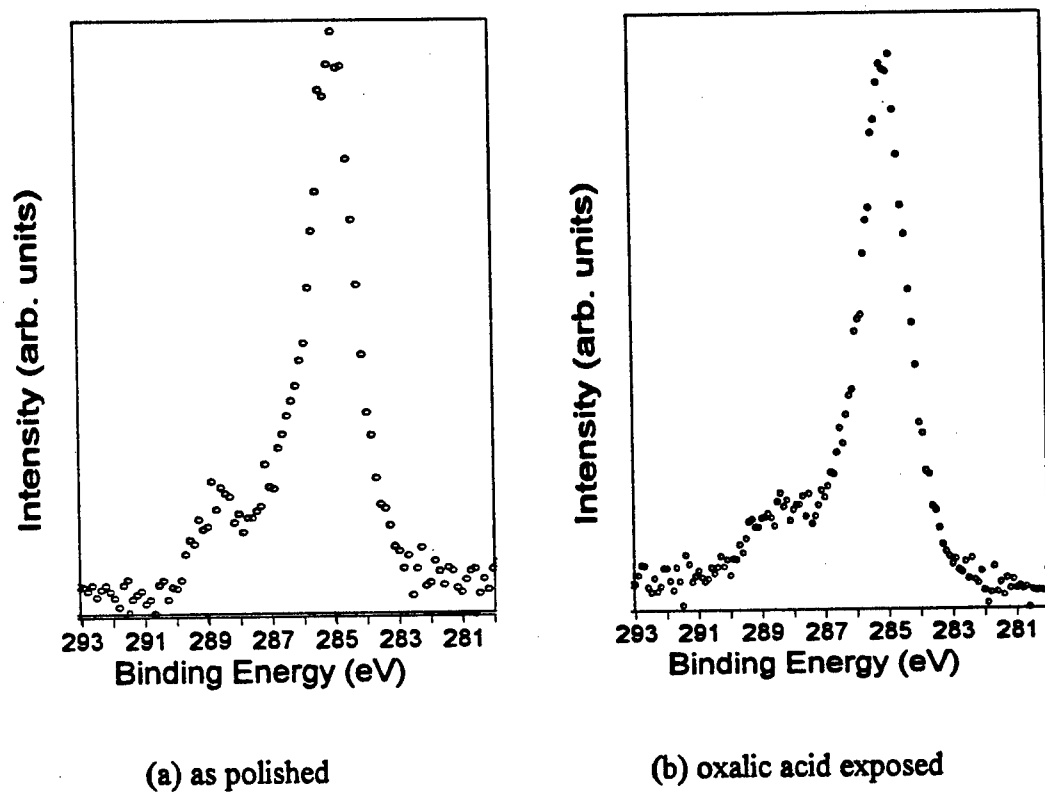 Intensity (arb. units)
293 291 289 287 285 283 281
Binding Energy (eV)
(a) as polished
Intensity (arb. units)
293 291 289 287 285 283 281
Binding Energy (eV)
(b) oxalic acid exposed